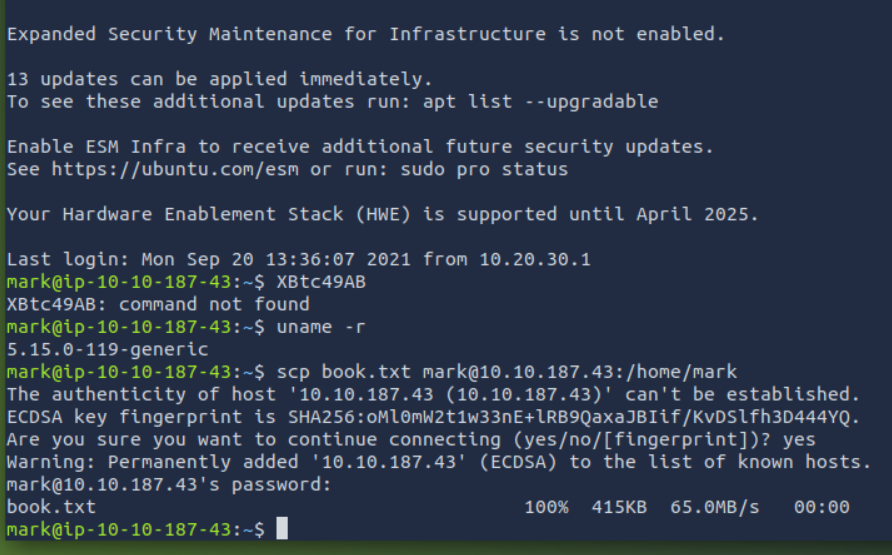 Expanded Security Maintenance for Infrastructure is not enabled.
13 updates can be applied immediately.
To see these additional updates run: apt list --upgradable
Enable ESM Infra to receive additional future security updates.
See https://ubuntu.com/esm or run: sudo pro status
Your Hardware Enablement Stack (HWE) is supported until April 2025.
Last login: Mon Sep 20 13:36:07 2021 from 10.20.30.1
mark@ip-10-10-187-43:~$ XBtc49AB
XBtc49AB: command not found
mark@ip-10-10-187-43:~$ uname -r
5.15.0-119-generic
mark@ip-10-10-187-43:~$ scp book.txt mark@10.10.187.43:/home/mark
The authenticity of host '10.10.187.43 (10.10.187.43)' can't be established.
ECDSA key fingerprint is SHA256:oMl0mW2t1w33nE+lRB9QaxaJBIif/KvDSlfh3D444YQ.
Are you sure you want to continue connecting (yes/no/[fingerprint])? yes
Warning: Permanently added '10.10.187.43' (ECDSA) to the list of known hosts.
mark@10.10.187.43's password:
book.txt 100% 415KB 65.0MB/s 00:00
mark@ip-10-10-187-43:~$